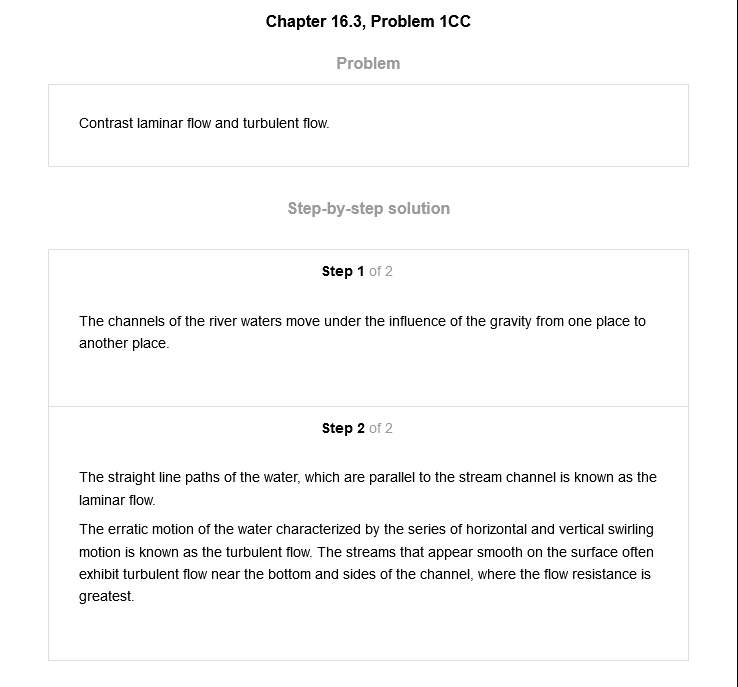 Chapter 16.3, Problem 1CC
Problem
Contrast laminar flow and turbulent flow.
Step-by-step solution
Step 1 of 2
The channels of the river waters move under the influence of the gravity from one place to
another place.
Step 2 of 2
The straight line paths of the water, which are parallel to the stream channel is known as the
laminar flow.
The erratic motion of the water characterized by the series of horizontal and vertical swirling
motion is known as the turbulent flow. The streams that appear smooth on the surface often
exhibit turbulent flow near the bottom and sides of the channel, where the flow resistance is
greatest.